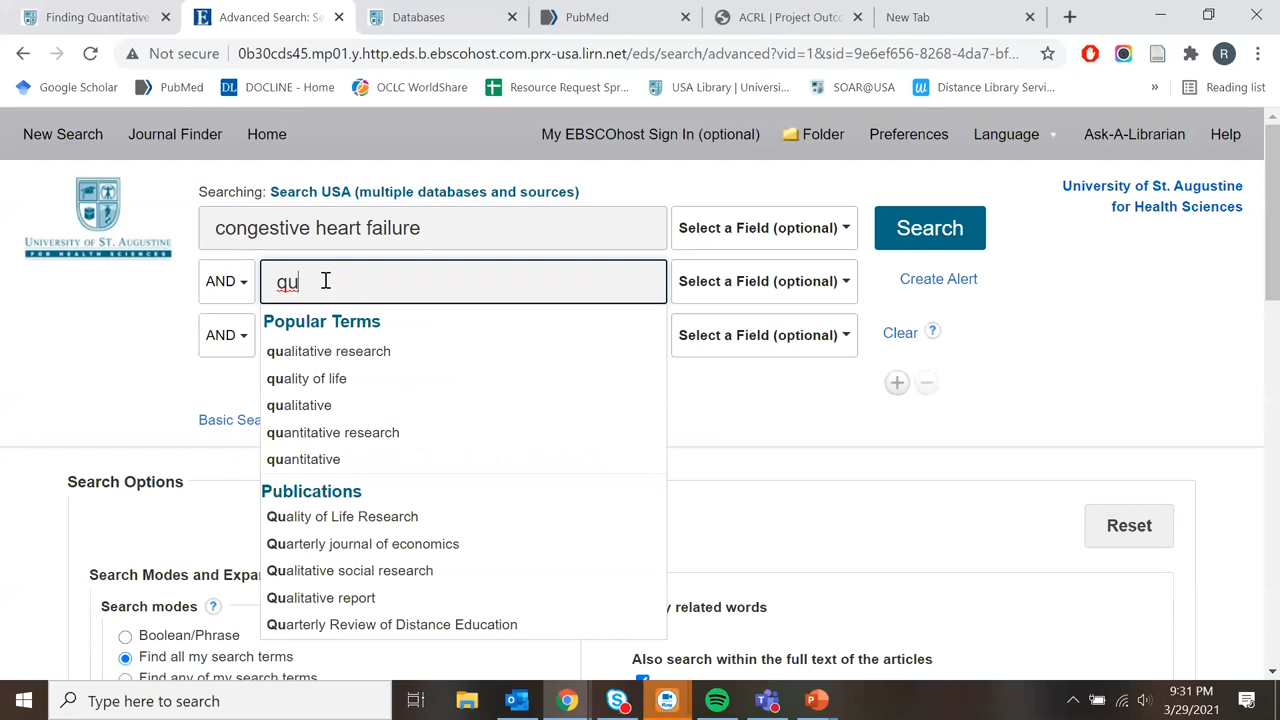 Finding Quantitative
Advanced Search: Se
Databases
PubMed
ACRL | Project Outco
New Tab
Not secure
0b30cds45.mp01.y.http.eds.b.ebscohost.com.prx-usa.lirn.net/eds/search/advanced?vid=1&sid=9e6ef656-8268-4da7-bf...
R
Google Scholar
PubMed
DOCLINE - Home
OCLC WorldShare
Resource Request Spr...
USA Library | Universi...
SOAR@USA
Distance Library Servi...
»
Reading list
New Search
Journal Finder
Home
My EBSCOhost Sign In (optional)
Folder
Preferences
Language
Ask-A-Librarian
Help
UNIVERSITY OF ST. AUGUSTINE
FOR HEALTH SCIENCES
Searching: Search USA (multiple databases and sources)
University of St. Augustine
for Health Sciences
congestive heart failure
Select a Field (optional)
Search
AND
qu
Select a Field (optional)
Create Alert
AND
Select a Field (optional)
Clear ?
Popular Terms
qualitative research
quality of life
qualitative
quantitative research
quantitative
Publications
Quality of Life Research
Quarterly journal of economics
Qualitative social research
Qualitative report
Quarterly Review of Distance Education
Basic Sea
Search Options
Reset
Search Modes and Expa
Search modes ?
Boolean/Phrase
Find all my search terms
Find any of my search terms
y related words
Also search within the full text of the articles
Type here to search
Ring
9:31 PM
3/29/2021